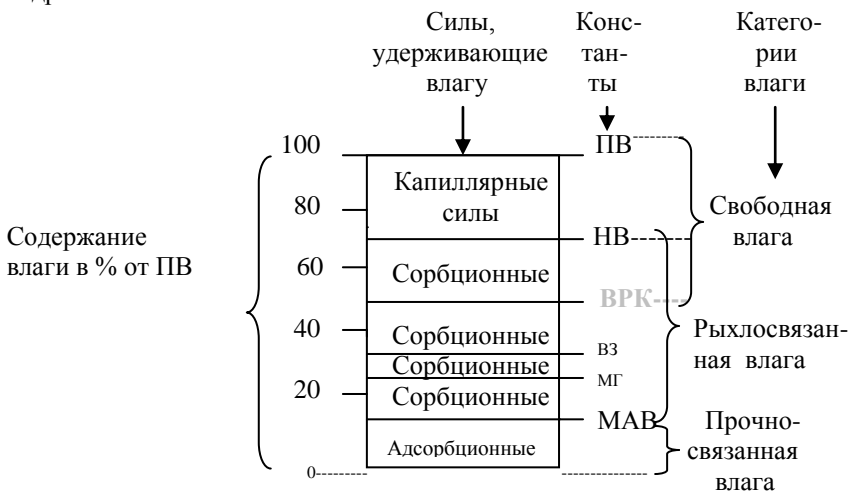 Силы,
удерживающие
влагу
Конс-
тан-
ты
Катего-
рии
влаги
100
80
60
40
20
0
Содержание
влаги в % от ПВ
Капиллярные
силы
Сорбционные
Сорбционные
Сорбционные
Сорбционные
Адсорбционные
ПВ
НВ
ВРК
ВЗ
МГ
МАВ
Свободная
влага
Рыхлосвязан-
ная влага
Прочно-
связанная
влага